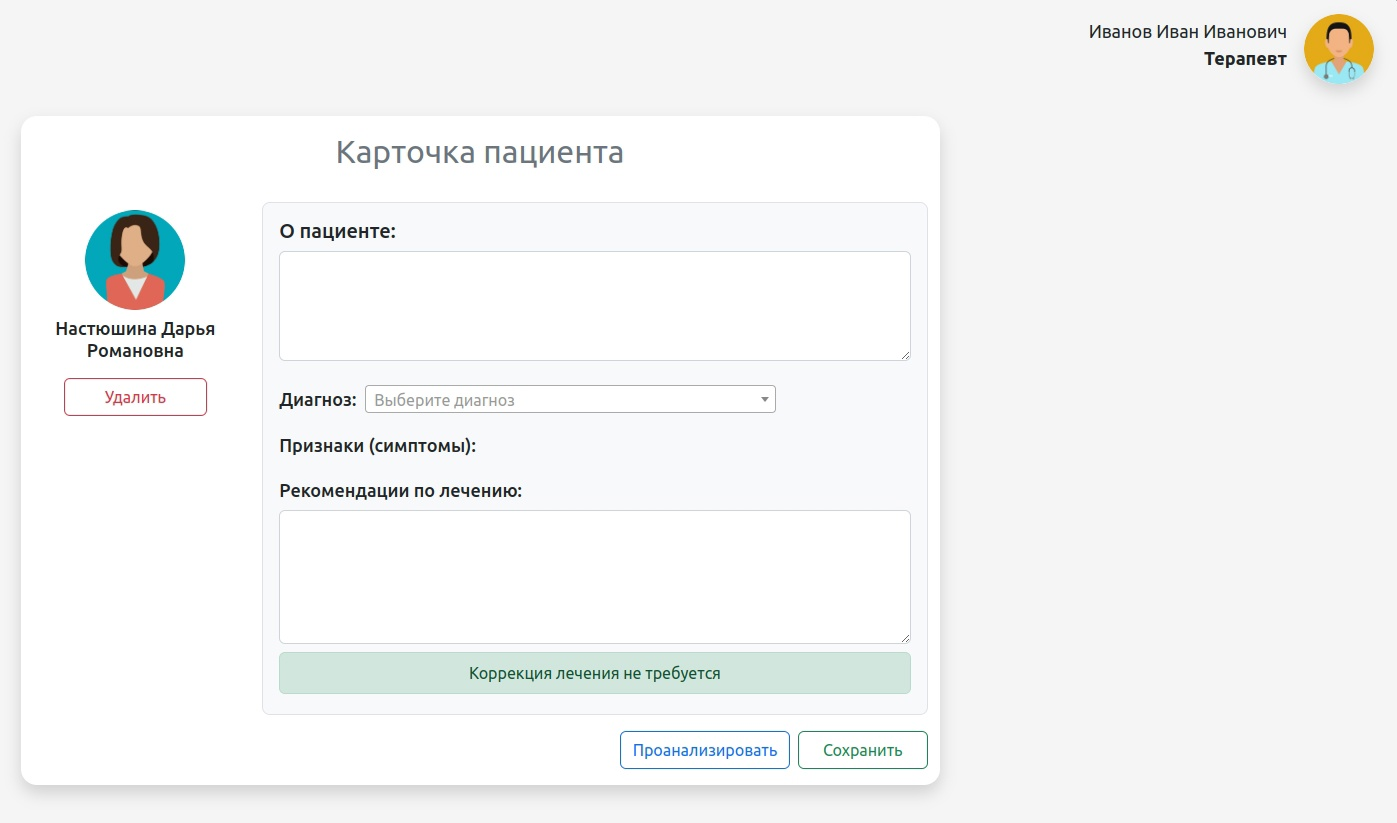 Иванов Иван Иванович
Терапевт
Карточка пациента
Настюшина Дарья
Романовна
Удалить
О пациенте:
Диагноз: Выберите диагноз
Признаки (симптомы):
Рекомендации по лечению:
Коррекция лечения не требуется
Проанализировать Сохранить